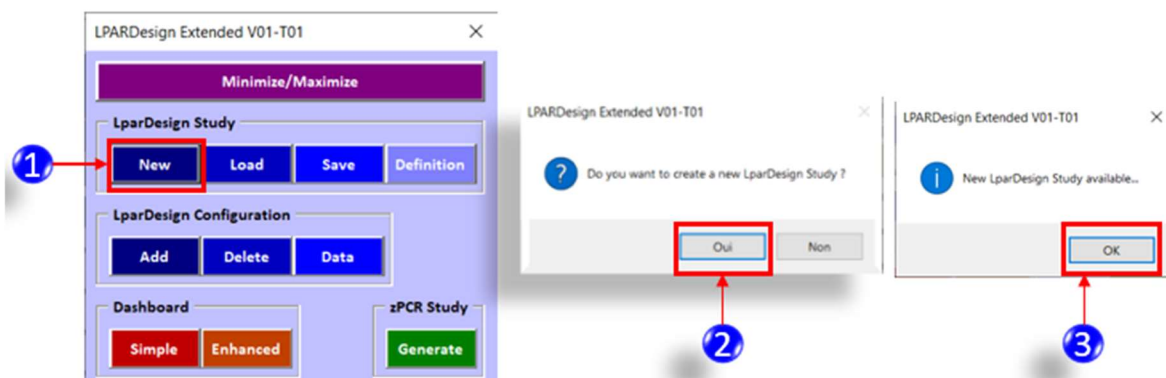 LPARDesign Extended V01-T01
Minimize/Maximize
LparDesign Study
New Load Save Definition
LparDesign Configuration
Add Delete Data
Dashboard zPCR Study
Simple Enhanced Generate
1
LPARDesign Extended V01-T01
Do you want to create a new LparDesign Study ?
Oui Non
2
LPARDesign Extended V01-T01
New LparDesign Study available...
OK
3